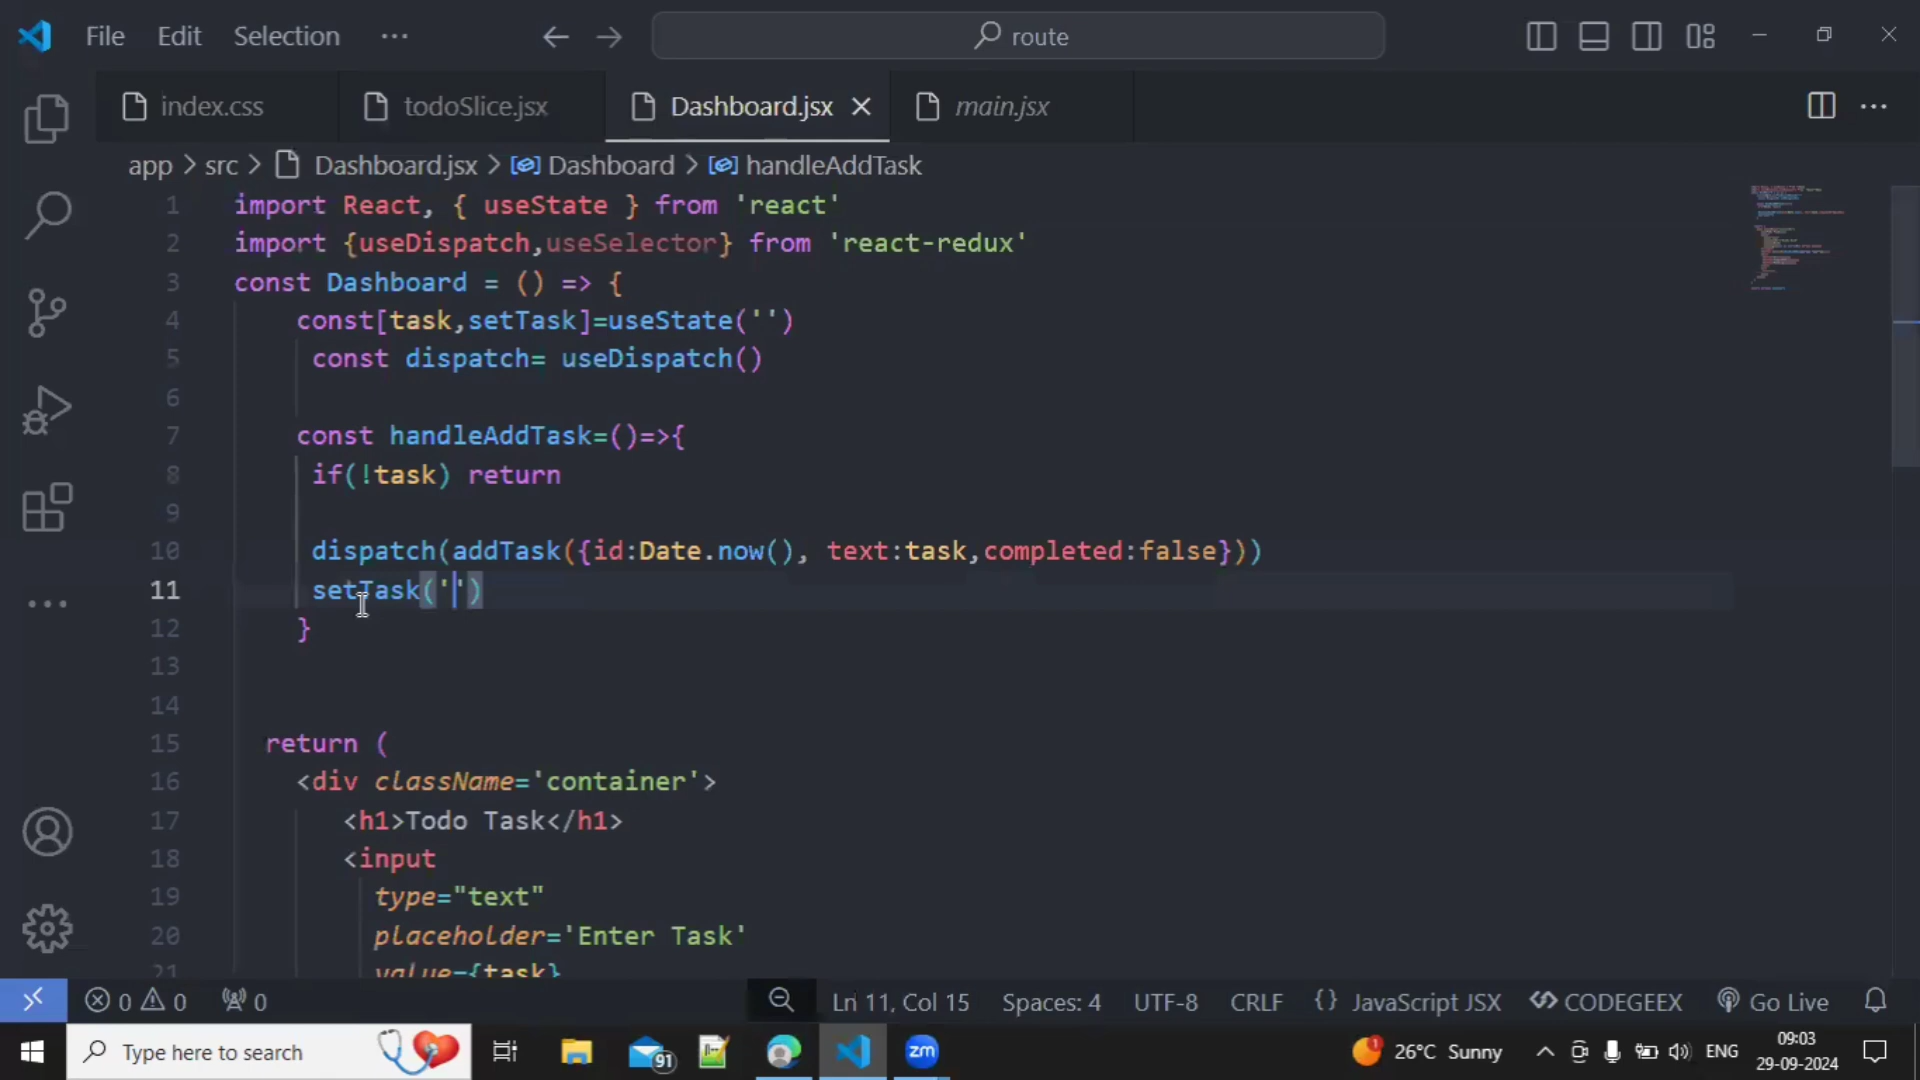 File Edit Selection ··· route
index.css todoSlice.jsx Dashboard.jsx main.jsx
app > src > Dashboard.jsx > Dashboard > handleAddTask
1 import React, { useState } from 'react'
2 import {useDispatch,useSelector} from 'react-redux'
3 const Dashboard = () => {
4 const[task,setTask]=useState('')
5 const dispatch= useDispatch()
6
7 const handleAddTask=()=>{
8 if(!task) return
9
10 dispatch(addTask({id:Date.now(), text:task,completed:false}))
11 setTask('')
12 }
13
14
15 return (
16 <div className='container'>
17 <h1>Todo Task</h1>
18 <input
19 type="text"
20 placeholder='Enter Task'
21 value={task}
0 0 0 Ln 11, Col 15 Spaces: 4 UTF-8 CRLF {} JavaScript JSX CODEGEEX Go Live
Type here to search 91 zm 26°C Sunny ENG 09:03
29-09-2024